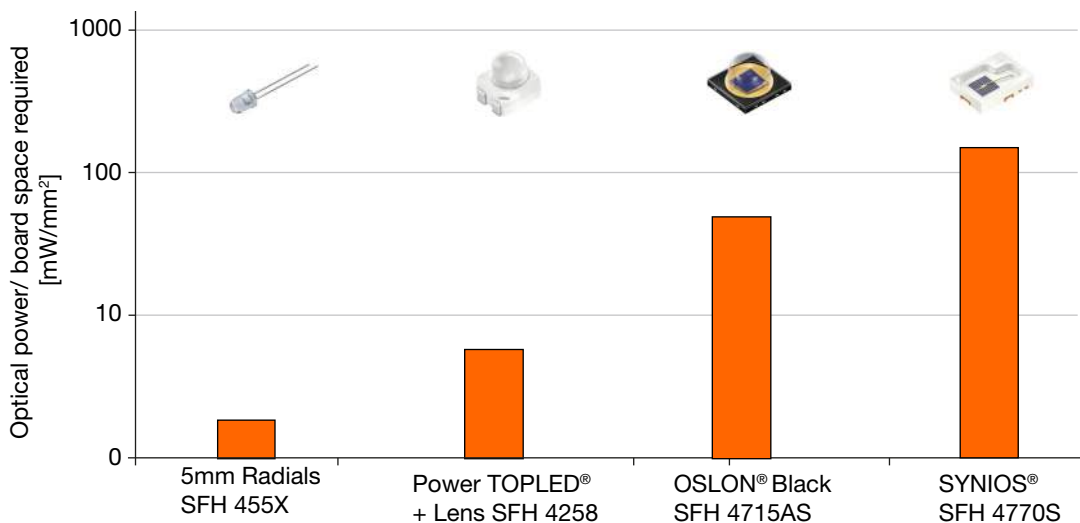 Optical power/ board space required
[mW/mm²]
1000
100
10
0
5mm Radials
SFH 455X
Power TOPLED®
+ Lens SFH 4258
OSLON® Black
SFH 4715AS
SYNIOS®
SFH 4770S